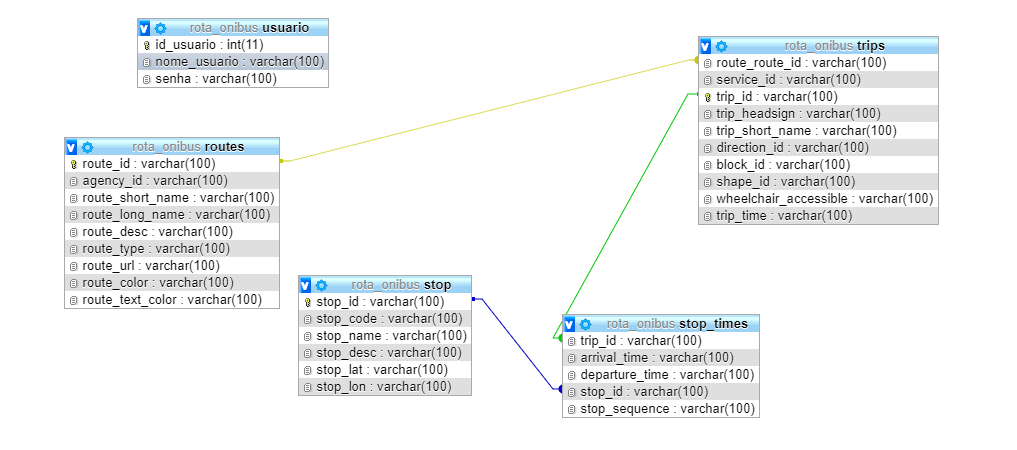 rota_onibus usuario
id_usuario : int(11)
nome_usuario : varchar(100)
senha : varchar(100)
rota_onibus trips
route_route_id : varchar(100)
service_id : varchar(100)
trip_id : varchar(100)
trip_headsign : varchar(100)
trip_short_name : varchar(100)
direction_id : varchar(100)
block_id : varchar(100)
shape_id : varchar(100)
wheelchair_accessible : varchar(100)
trip_time : varchar(100)
rota_onibus routes
route_id : varchar(100)
agency_id : varchar(100)
route_short_name : varchar(100)
route_long_name : varchar(100)
route_desc : varchar(100)
route_type : varchar(100)
route_url : varchar(100)
route_color : varchar(100)
route_text_color : varchar(100)
rota_onibus stop
stop_id : varchar(100)
stop_code : varchar(100)
stop_name : varchar(100)
stop_desc : varchar(100)
stop_lat : varchar(100)
stop_lon : varchar(100)
rota_onibus stop_times
trip_id : varchar(100)
arrival_time : varchar(100)
departure_time : varchar(100)
stop_id : varchar(100)
stop_sequence : varchar(100)